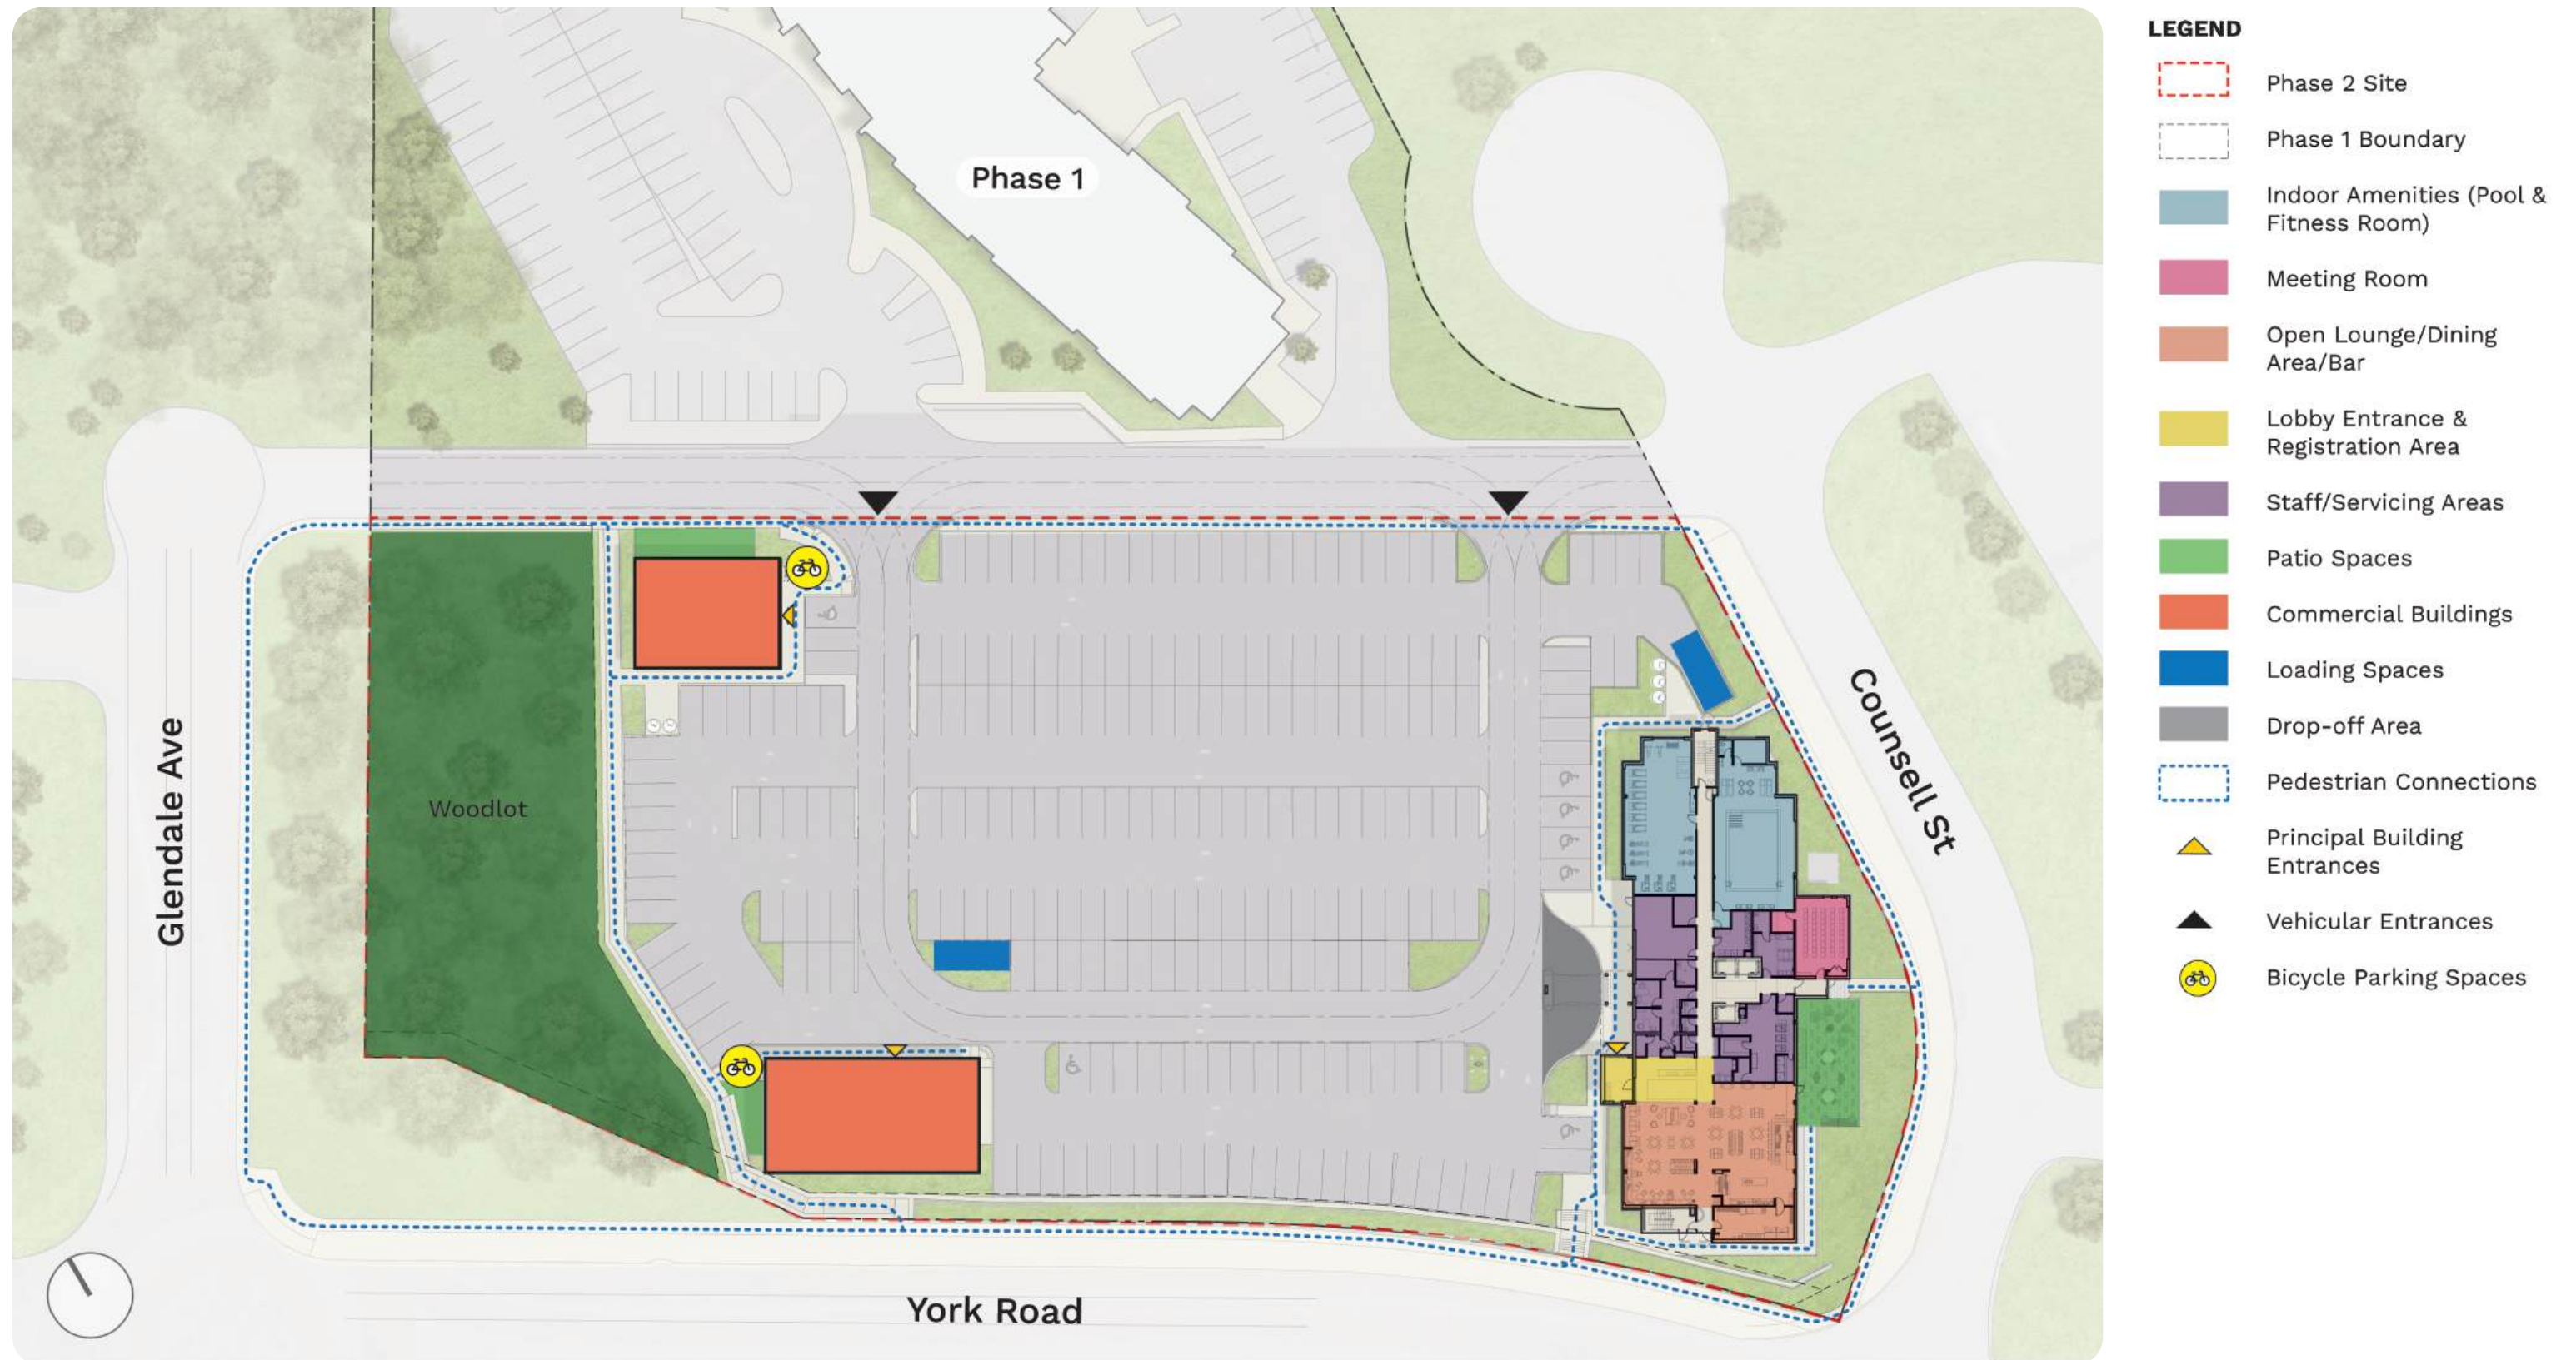 Phase 1
Woodlot
Glendale Ave
Counsell St
York Road
LEGEND
Phase 2 Site
Phase 1 Boundary
Indoor Amenities (Pool &
Fitness Room)
Meeting Room
Open Lounge/Dining
Area/Bar
Lobby Entrance &
Registration Area
Staff/Servicing Areas
Patio Spaces
Commercial Buildings
Loading Spaces
Drop-off Area
Pedestrian Connections
Principal Building
Entrances
Vehicular Entrances
Bicycle Parking Spaces